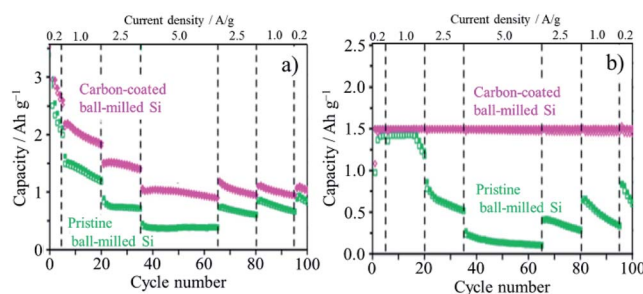 Current density / A/g
0.2 1.0 2.5 5.0 2.5 1.0 0.2
a)
Carbon-coated
ball-milled Si
Pristine
ball-milled Si
Capacity / Ah g⁻¹
3
2
1
0
0 20 40 60 80 100
Cycle number
Current density / A/g
0.2 1.0 2.5 5.0 2.5 1.0 0.2
b)
Carbon-coated
ball-milled Si
Pristine
ball-milled Si
Capacity / Ah g⁻¹
2.5
2.0
1.5
1.0
0.5
0
0 20 40 60 80 100
Cycle number